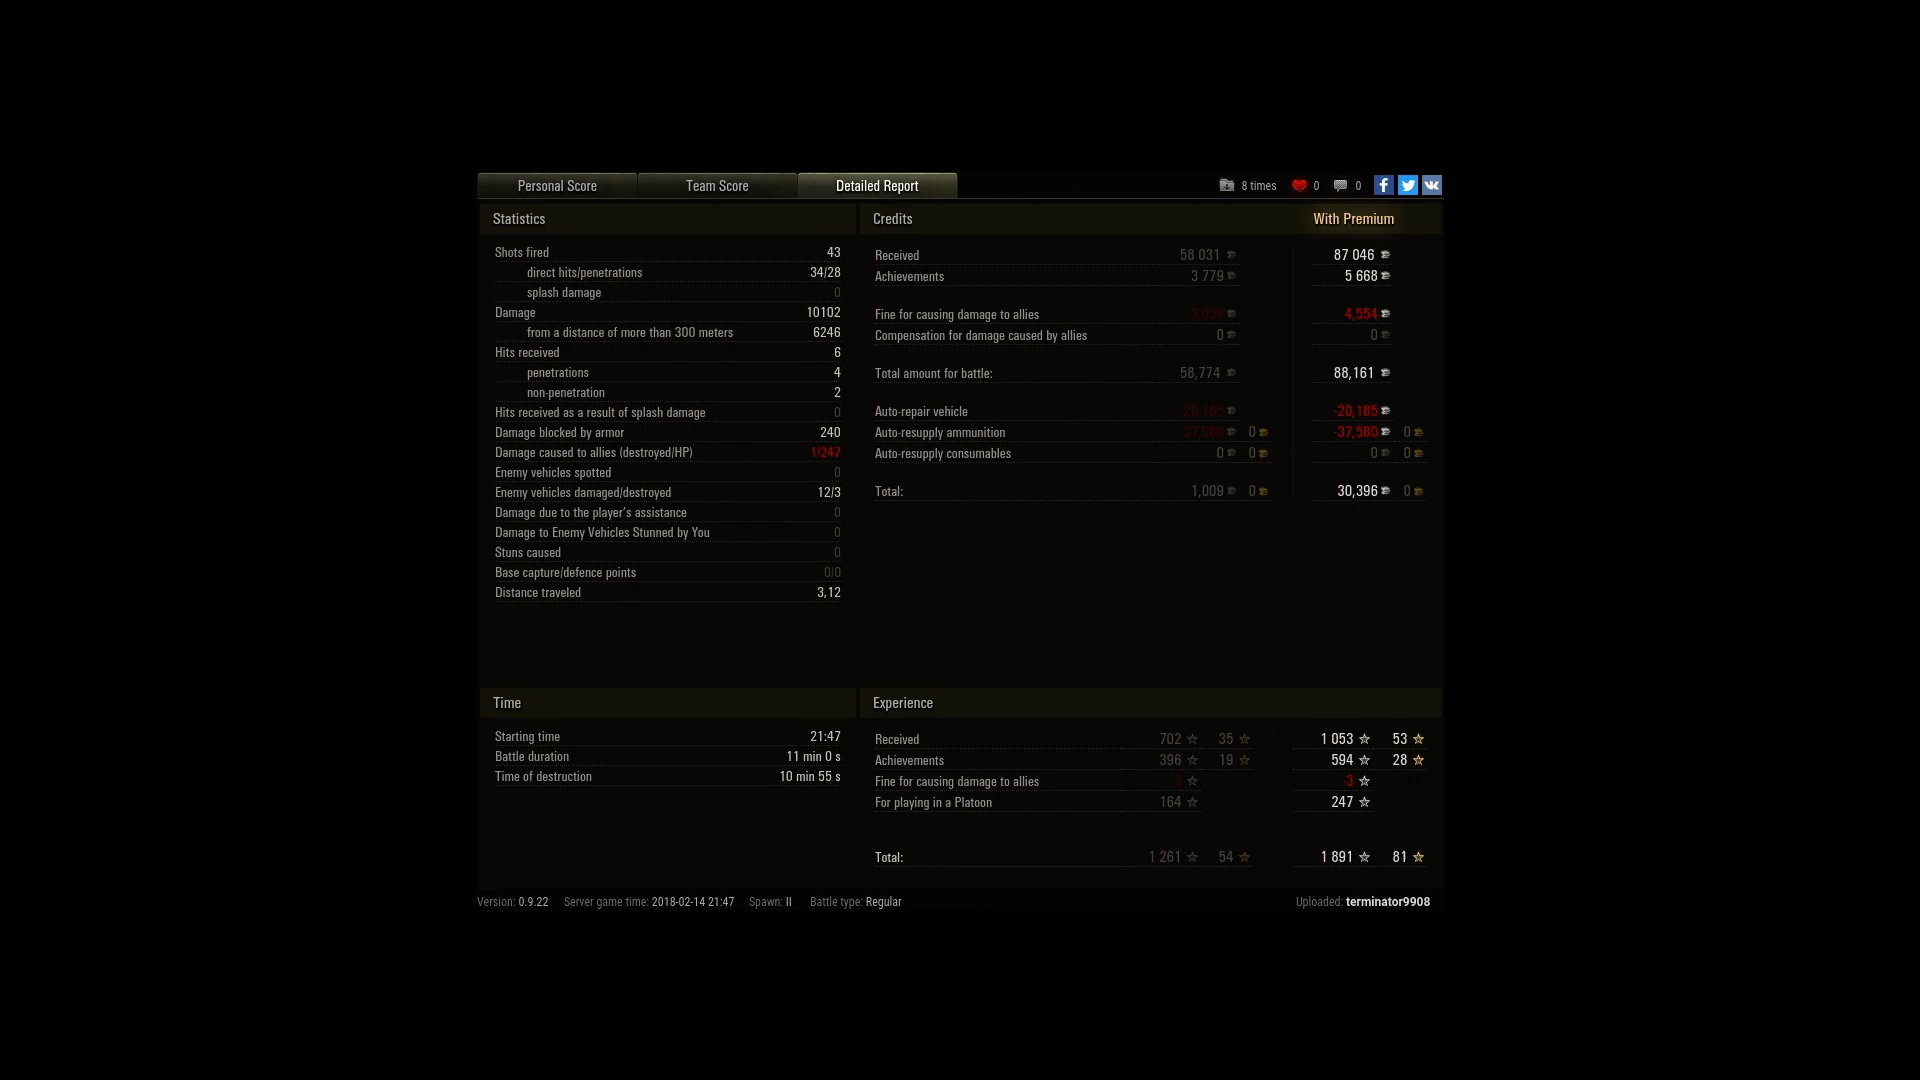 Personal Score Team Score Detailed Report 8 times 0 0
Statistics
Shots fired 43
direct hits/penetrations 34/28
splash damage 0
Damage 10102
from a distance of more than 300 meters 6246
Hits received 6
penetrations 4
non-penetration 2
Hits received as a result of splash damage 0
Damage blocked by armor 240
Damage caused to allies (destroyed/HP) 1/247
Enemy vehicles spotted 0
Enemy vehicles damaged/destroyed 12/3
Damage due to the player's assistance 0
Damage to Enemy Vehicles Stunned by You 0
Stuns caused 0
Base capture/defence points 0/0
Distance traveled 3,12
Credits With Premium
Received 58 031 87 046
Achievements 3 779 5 668
Fine for causing damage to allies 4,554
Compensation for damage caused by allies 0 0
Total amount for battle: 58,774 88,161
Auto-repair vehicle 20,185 -20,185
Auto-resupply ammunition 37,580 0 -37,580 0
Auto-resupply consumables 0 0 0 0
Total: 1,009 0 30,396 0
Time
Starting time 21:47
Battle duration 11 min 0 s
Time of destruction 10 min 55 s
Experience
Received 702 35 1 053 53
Achievements 396 19 594 28
Fine for causing damage to allies -3
For playing in a Platoon 164 247
Total: 1 261 54 1 891 81
Version: 0.9.22 Server game time: 2018-02-14 21:47 Spawn: II Battle type: Regular Uploaded: terminator9908